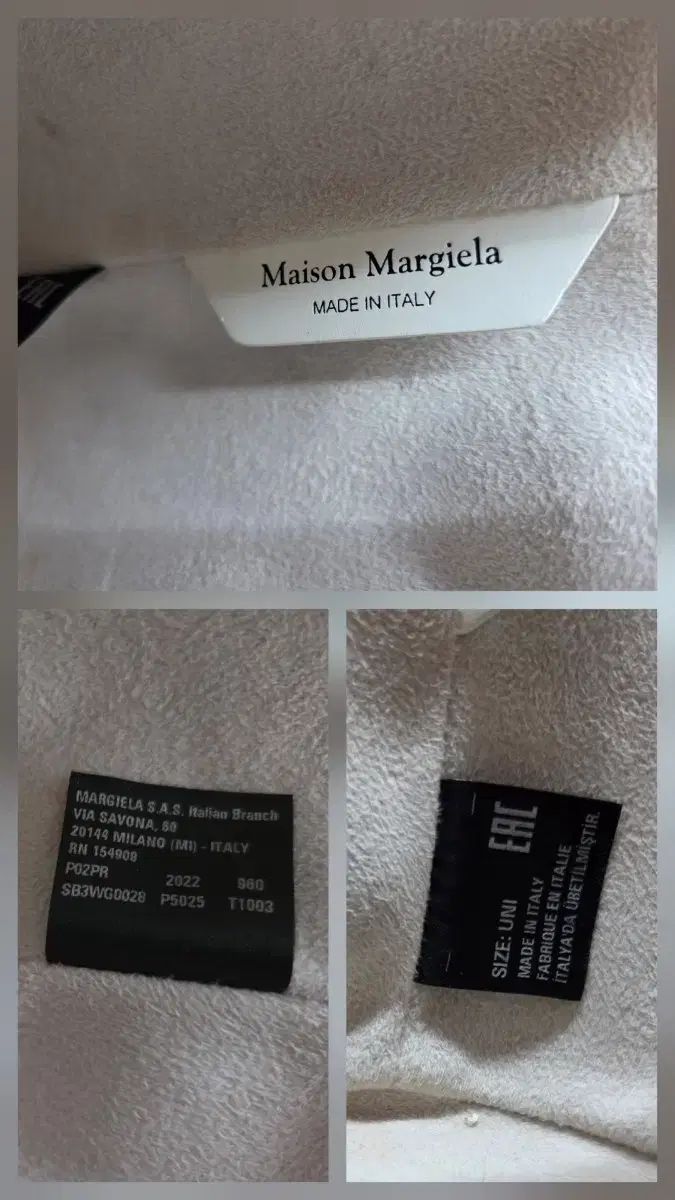 Maison Margiela
MADE IN ITALY
EAC
MARGIELA S.A.S. Italian Branch
VIA SAVONA, 60
20144 MILANO (MI) - ITALY
RN 154908
P02PR 2022 960
SB3WG0028 P5025 T1003
EAC
SIZE: UNI
MADE IN ITALY
FABRIQUE EN ITALIE
İTALYA'DA ÜRETİLMİŞTİR.